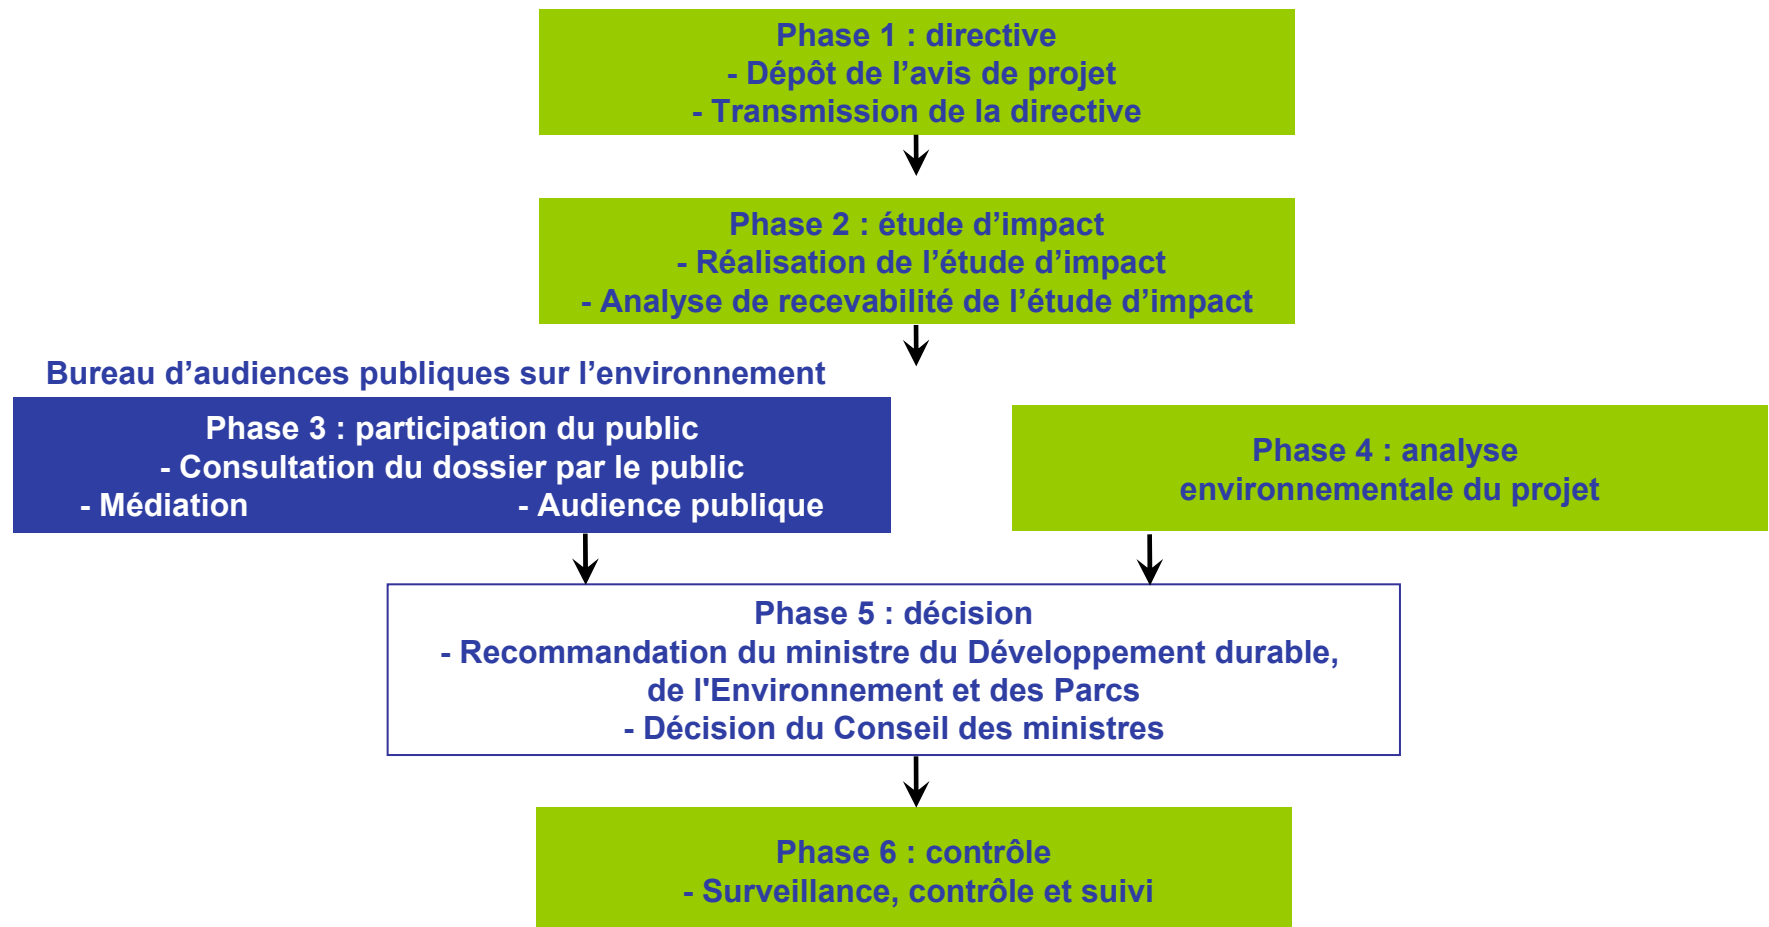 Phase 1 : directive
- Dépôt de l’avis de projet
- Transmission de la directive
Phase 2 : étude d’impact
- Réalisation de l’étude d’impact
- Analyse de recevabilité de l’étude d’impact
Bureau d’audiences publiques sur l’environnement
Phase 3 : participation du public
- Consultation du dossier par le public
- Médiation - Audience publique
Phase 4 : analyse
environnementale du projet
Phase 5 : décision
- Recommandation du ministre du Développement durable,
de l'Environnement et des Parcs
- Décision du Conseil des ministres
Phase 6 : contrôle
- Surveillance, contrôle et suivi